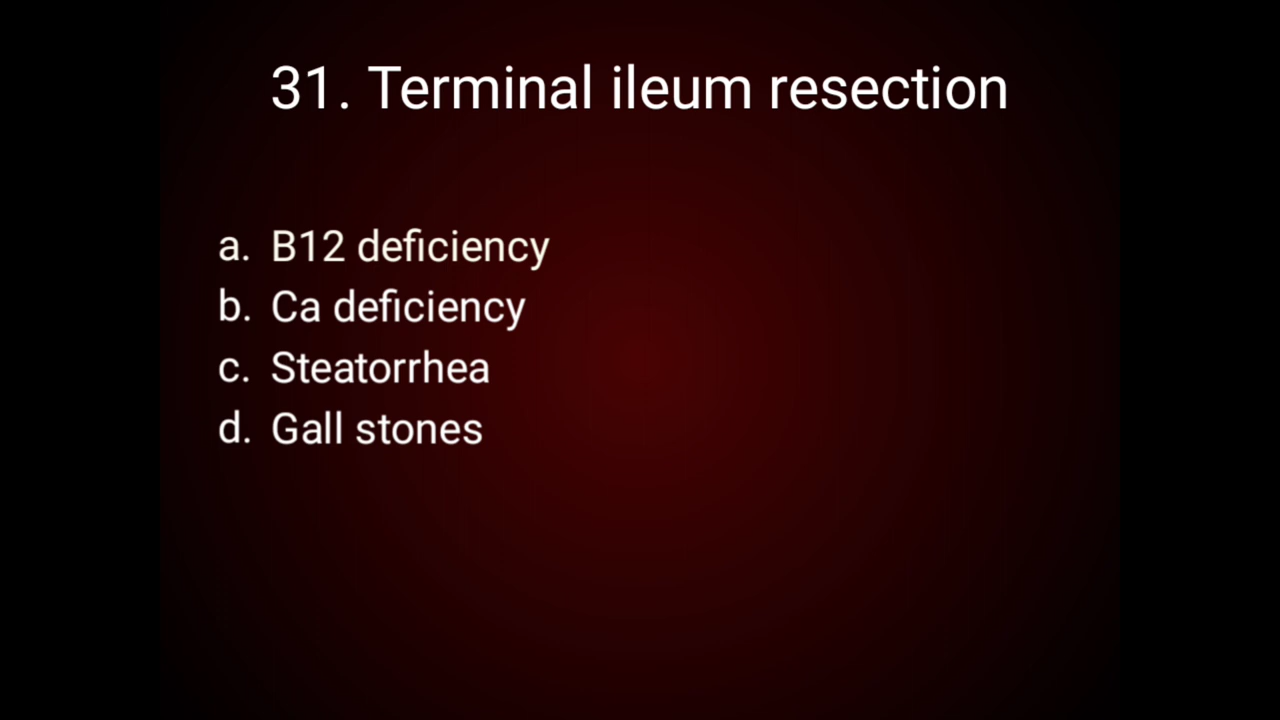 31. Terminal ileum resection
a. B12 deficiency
b. Ca deficiency
c. Steatorrhea
d. Gall stones